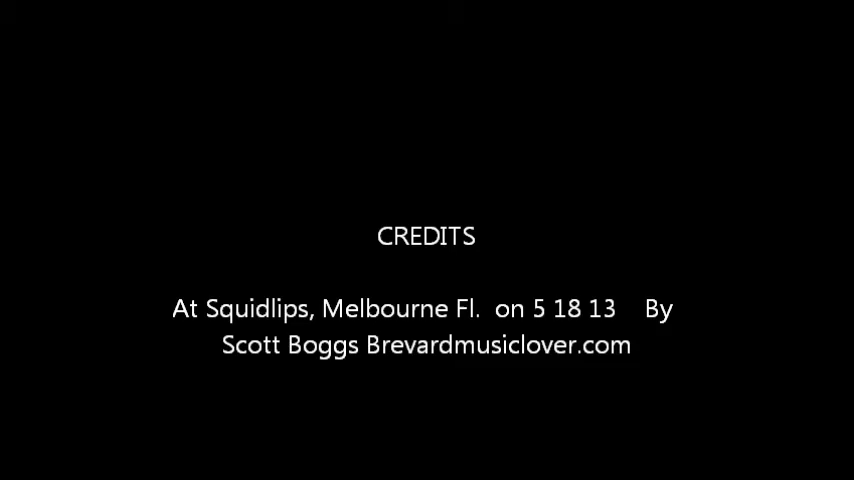 CREDITS
At Squidlips, Melbourne Fl.  on 5 18 13    By
Scott Boggs Brevardmusiclover.com